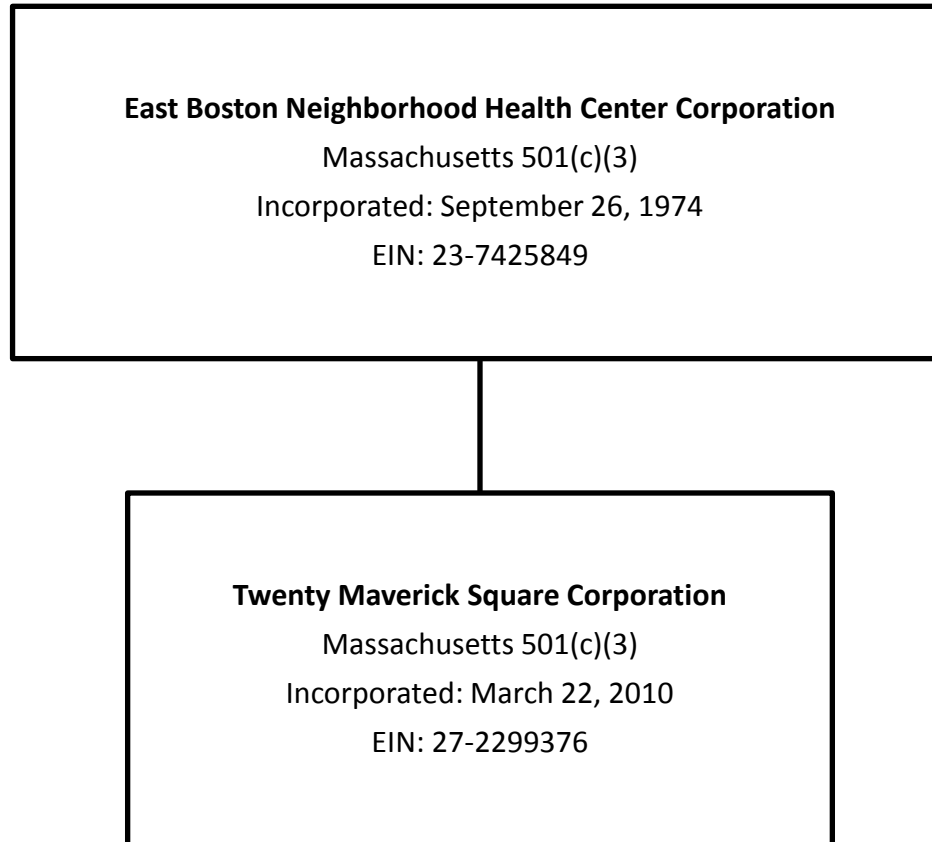 East Boston Neighborhood Health Center Corporation
Massachusetts 501(c)(3)
Incorporated: September 26, 1974
EIN: 23-7425849
Twenty Maverick Square Corporation
Massachusetts 501(c)(3)
Incorporated: March 22, 2010
EIN: 27-2299376